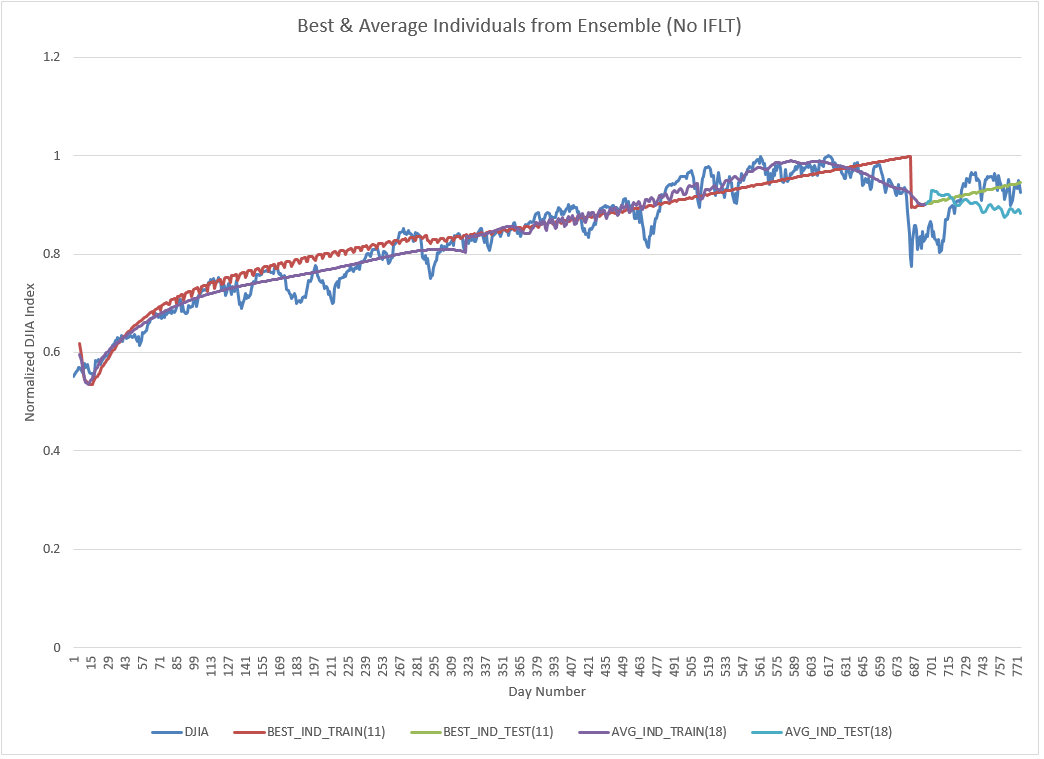 Best & Average Individuals from Ensemble (No IFLT)
1.2
1
0.8
0.6
0.4
0.2
0
Normalized DJIA Index
1 15 29 43 57 71 85 99 113 127 141 155 169 183 197 211 225 239 253 267 281 295 309 323 337 351 365 379 393 407 421 435 449 463 477 491 505 519 533 547 561 575 589 603 617 631 645 659 673 687 701 715 729 743 757 771
Day Number
DJIA BEST_IND_TRAIN(11) BEST_IND_TEST(11) AVG_IND_TRAIN(18) AVG_IND_TEST(18)